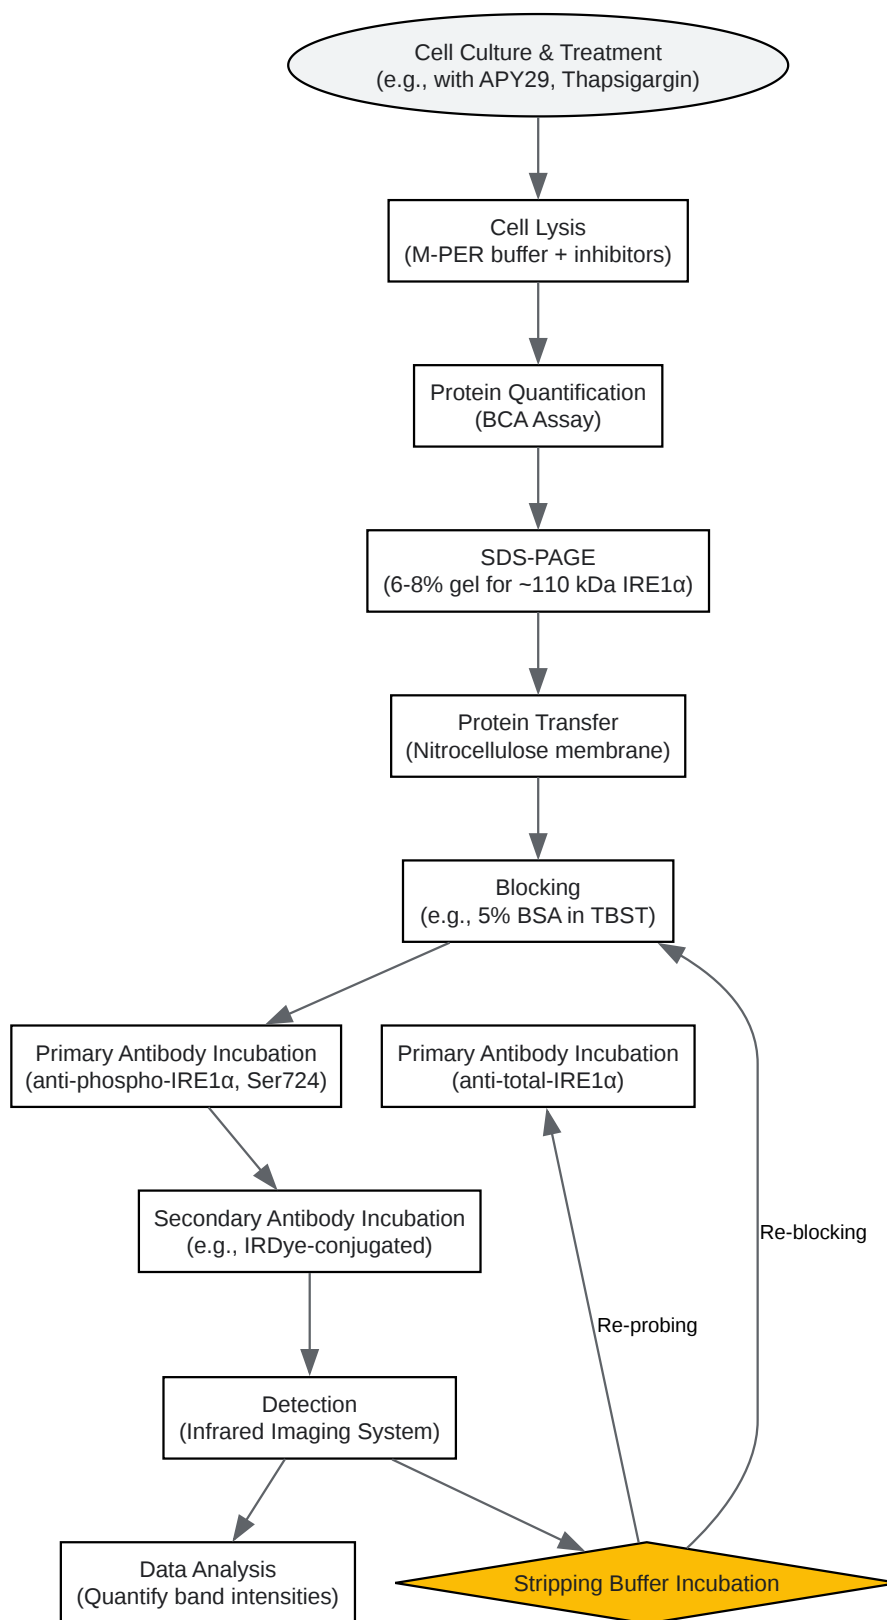 Cell Culture & Treatment
(e.g., with APY29, Thapsigargin)
Cell Lysis
(M-PER buffer + inhibitors)
Protein Quantification
(BCA Assay)
SDS-PAGE
(6-8% gel for ~110 kDa IRE1α)
Protein Transfer
(Nitrocellulose membrane)
Blocking
(e.g., 5% BSA in TBST)
Primary Antibody Incubation
(anti-phospho-IRE1α, Ser724)
Primary Antibody Incubation
(anti-total-IRE1α)
Secondary Antibody Incubation
(e.g., IRDye-conjugated)
Re-blocking
Re-probing
Detection
(Infrared Imaging System)
Data Analysis
(Quantify band intensities)
Stripping Buffer Incubation